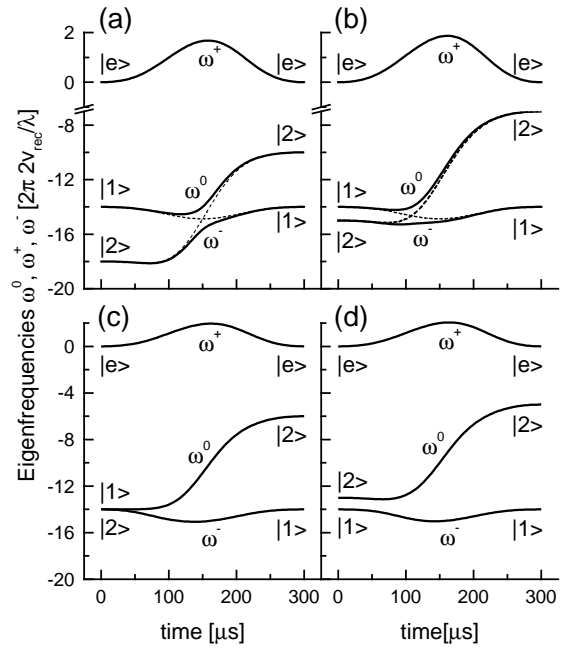 (a)
(b)
Eigenfrequencies ω⁰, ω⁺, ω⁻ [2π 2v_rec/λ]
2
0
-8
-12
-16
-20
|e>
ω⁺
|e>
|1>
ω⁰
|2>
|2>
ω⁻
|1>
|e>
ω⁺
|e>
|2>
|1>
ω⁰
|2>
ω⁻
|1>
(c)
(d)
0
-4
-8
-12
-16
-20
ω⁺
|e>
|e>
ω⁰
|2>
|1>
|2>
ω⁻
|1>
ω⁺
|e>
|e>
ω⁰
|2>
|2>
|1>
ω⁻
|1>
0 100 200 300
0 100 200 300
time [μs]
time[μs]